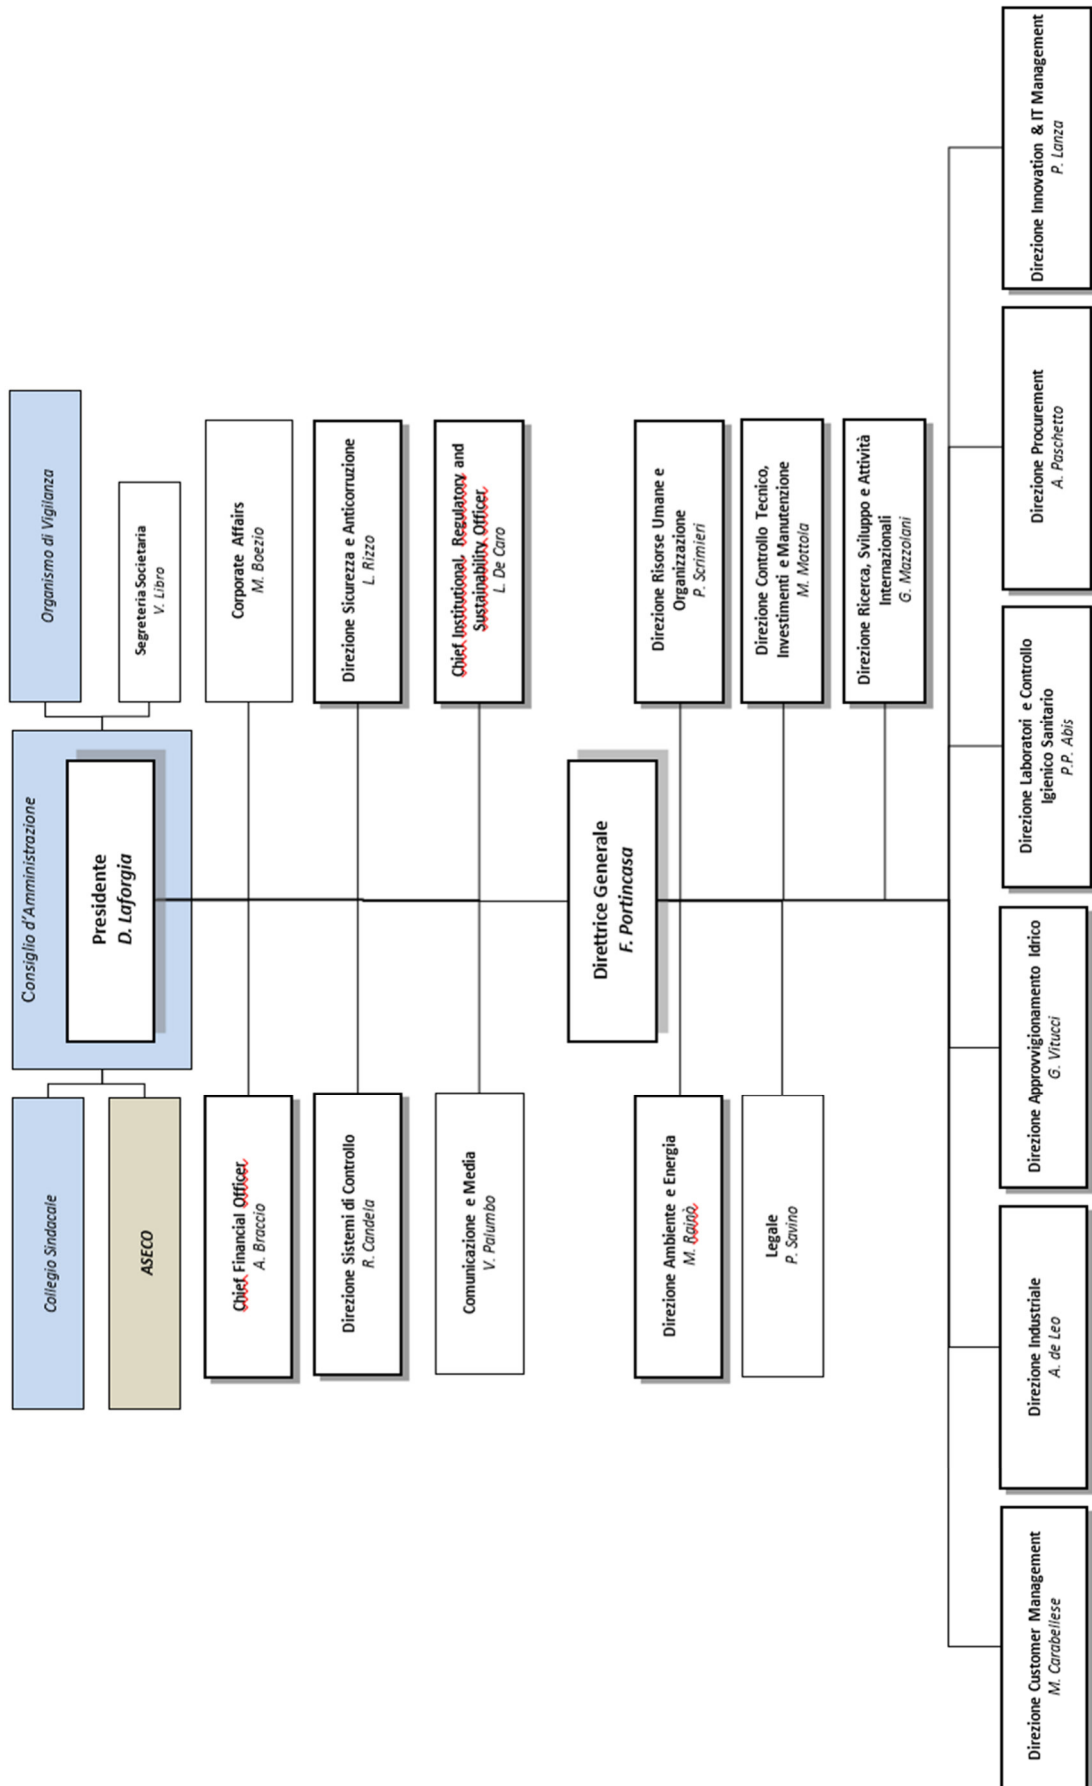 Consiglio d'Amministrazione
Presidente
D. Laforgia
Collegio Sindacale
ASECO
Organismo di Vigilanza
Segreteria Societaria
V. Libro
Chief Financial Officer
A. Braccio
Corporate Affairs
M. Boezio
Direzione Sistemi di Controllo
R. Candela
Direzione Sicurezza e Anticorruzione
L. Rizzo
Comunicazione e Media
V. Palumbo
Chief Institutional, Regulatory and
Sustainability Officer
L. De Caro
Direttrice Generale
F. Portincasa
Direzione Ambiente e Energia
M. Rainò
Direzione Risorse Umane e
Organizzazione
P. Scrimieri
Legale
P. Savino
Direzione Controllo Tecnico,
Investimenti e Manutenzione
M. Mottola
Direzione Ricerca, Sviluppo e Attività
Internazionali
G. Mazzolani
Direzione Customer Management
M. Carabellese
Direzione Industriale
A. de Leo
Direzione Approvvigionamento Idrico
G. Vitucci
Direzione Laboratori e Controllo
Igienico Sanitario
P.P. Abis
Direzione Procurement
A. Paschetto
Direzione Innovation & IT Management
P. Lanza